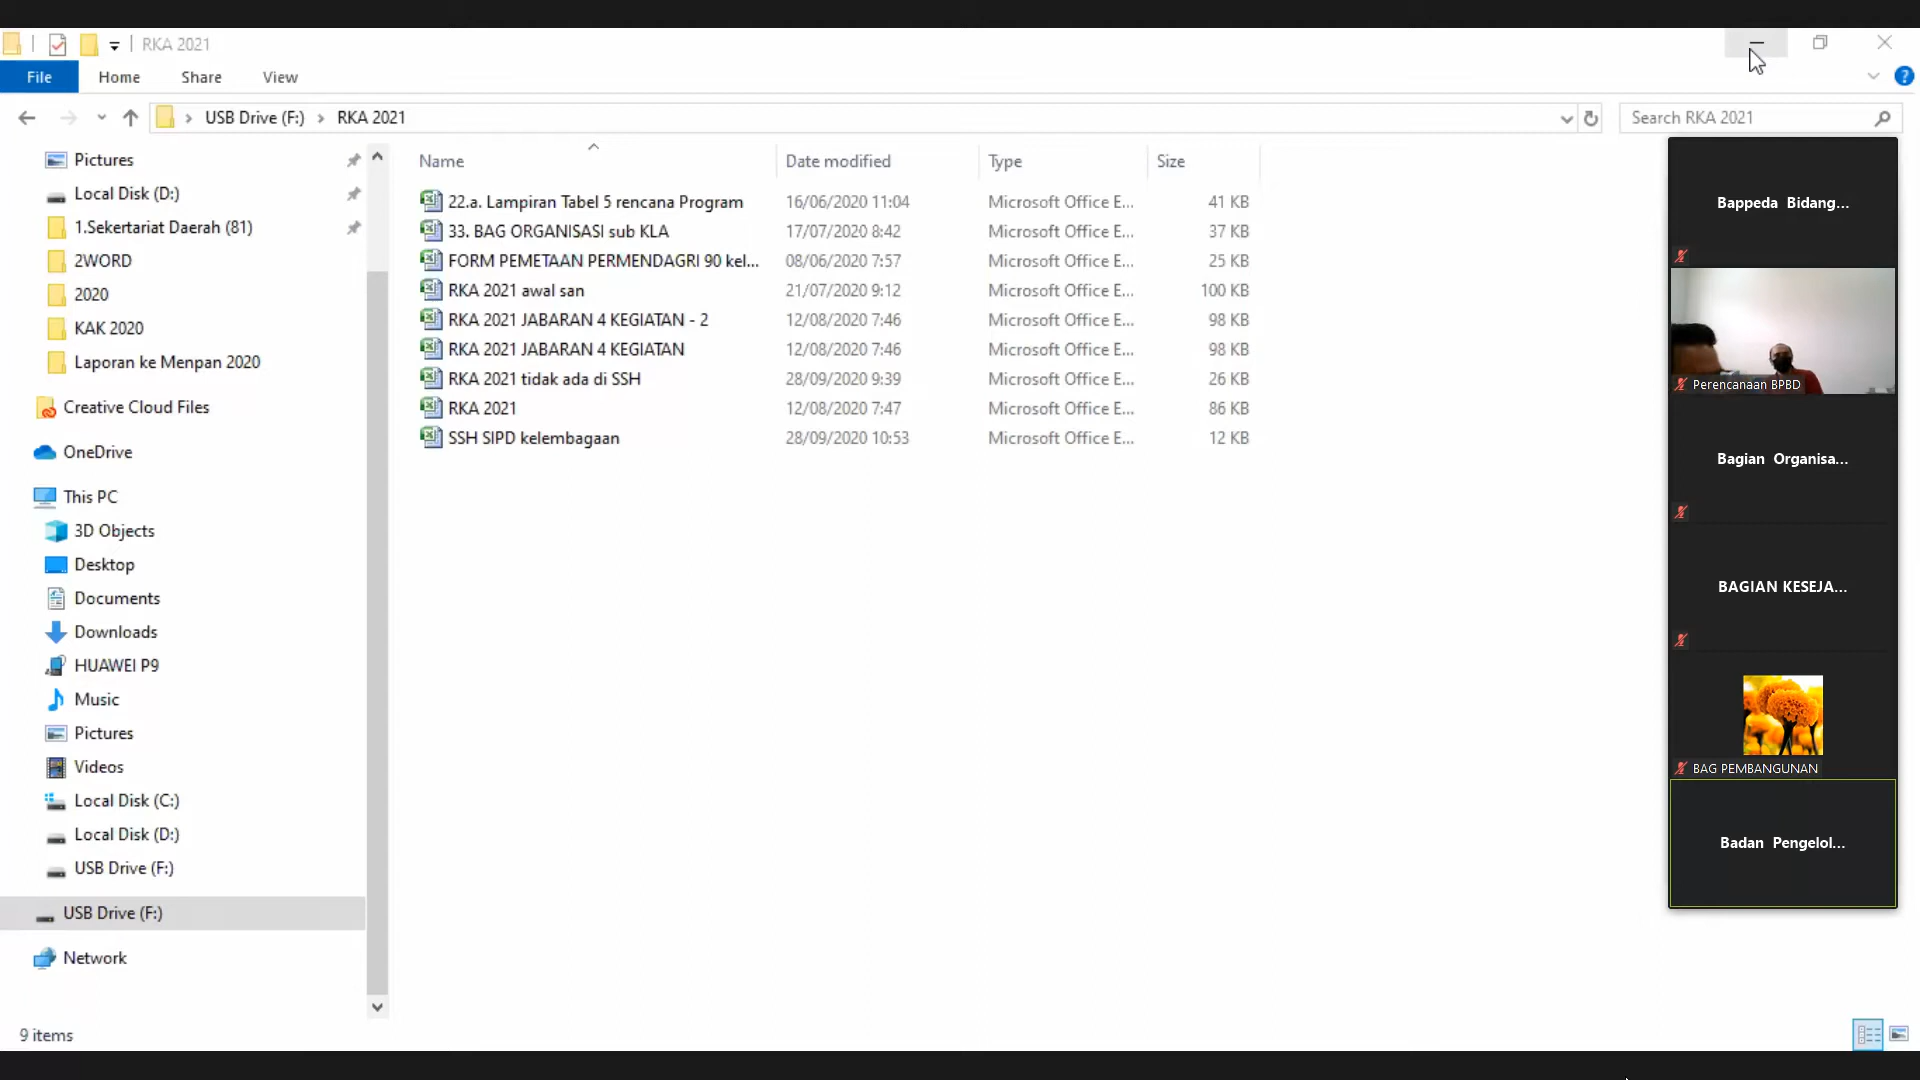 RKA 2021
File Home Share View
USB Drive (F:) RKA 2021
Search RKA 2021
Pictures
Local Disk (D:)
1.Sekertariat Daerah (81)
2WORD
2020
KAK 2020
Laporan ke Menpan 2020
Creative Cloud Files
OneDrive
This PC
3D Objects
Desktop
Documents
Downloads
HUAWEI P9
Music
Pictures
Videos
Local Disk (C:)
Local Disk (D:)
USB Drive (F:)
USB Drive (F:)
Network
Name Date modified Type Size
22.a. Lampiran Tabel 5 rencana Program 16/06/2020 11:04 Microsoft Office E... 41 KB
33. BAG ORGANISASI sub KLA 17/07/2020 8:42 Microsoft Office E... 37 KB
FORM PEMETAAN PERMENDAGRI 90 kel... 08/06/2020 7:57 Microsoft Office E... 25 KB
RKA 2021 awal san 21/07/2020 9:12 Microsoft Office E... 100 KB
RKA 2021 JABARAN 4 KEGIATAN - 2 12/08/2020 7:46 Microsoft Office E... 98 KB
RKA 2021 JABARAN 4 KEGIATAN 12/08/2020 7:46 Microsoft Office E... 98 KB
RKA 2021 tidak ada di SSH 28/09/2020 9:39 Microsoft Office E... 26 KB
RKA 2021 12/08/2020 7:47 Microsoft Office E... 86 KB
SSH SIPD kelembagaan 28/09/2020 10:53 Microsoft Office E... 12 KB
Bappeda Bidang...
Perencanaan BPBD
Bagian Organisa...
BAGIAN KESEJA...
BAG PEMBANGUNAN
Badan Pengelol...
9 items